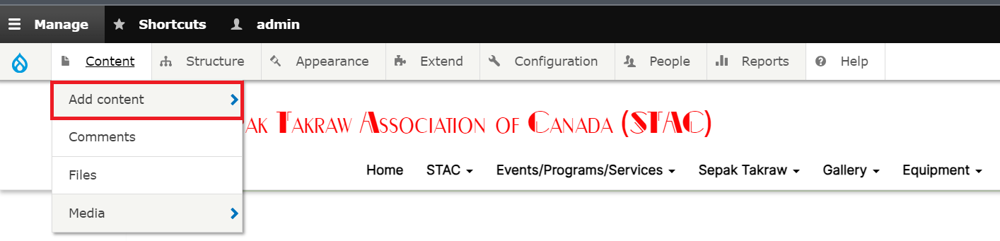 Manage Shortcuts admin
Content Structure Appearance Extend Configuration People Reports Help
Add content
Comments
Files
Media
AK TAKRAW ASSOCIATION OF CANADA (STAC)
Home STAC Events/Programs/Services Sepak Takraw Gallery Equipment